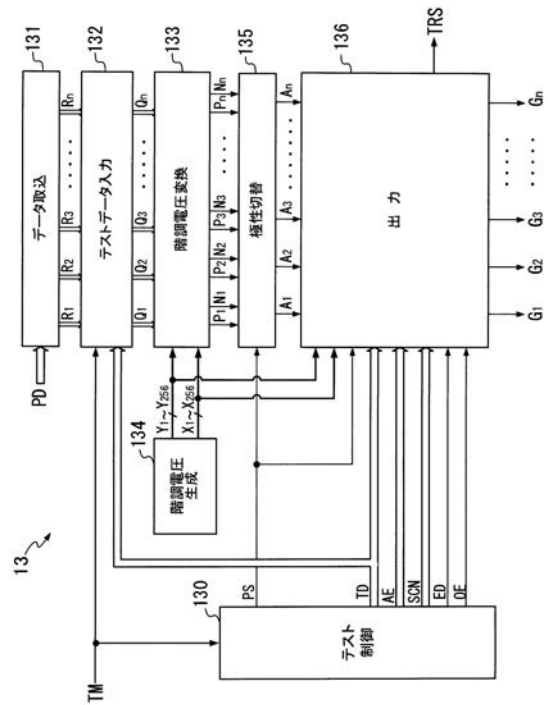 13
131
データ取込
PD
R1 R2 R3 ・・・・・ Rn
132
テストデータ入力
TM
Q1 Q2 Q3 ・・・・・ Qn
133
階調電圧変換
134
階調電圧
生成
Y1~Y256
X1~X256
P1 N1 P2 N2 P3 N3 ・・・・ Pn Nn
135
極性切替
A1 A2 A3 ・・・・・ An
136
出力
TRS
130
テスト
制御
PS
TD
AE
SCN
ED
OE
G1 G2 G3 ・・・・・ Gn